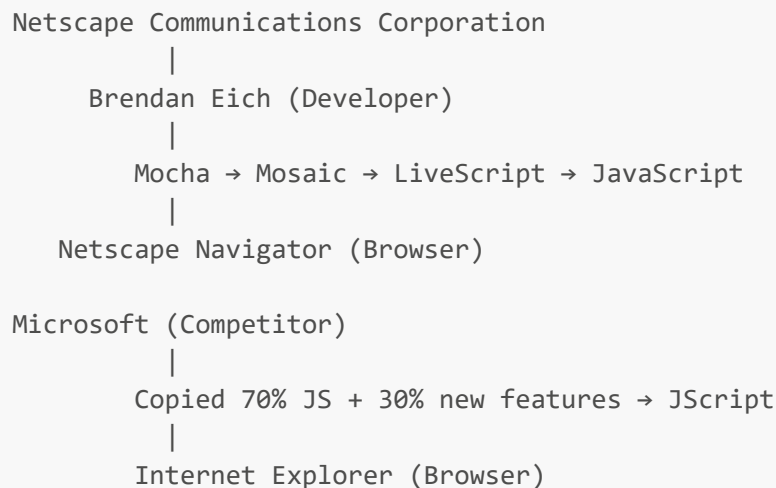 Netscape Communications Corporation
|
Brendan Eich (Developer)
|
Mocha → Mosaic → LiveScript → JavaScript
|
Netscape Navigator (Browser)
Microsoft (Competitor)
|
Copied 70% JS + 30% new features → JScript
|
Internet Explorer (Browser)